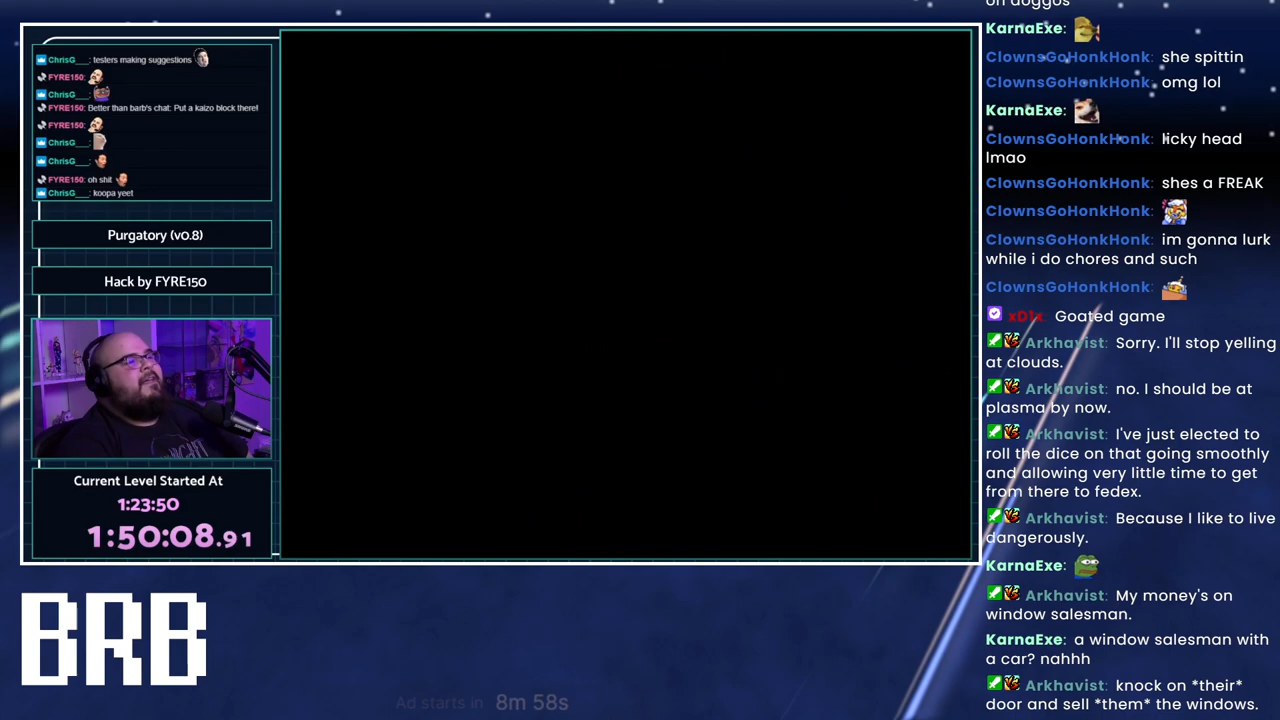 ChrisG__: testers making suggestions
FYRE150:
ChrisG__:
FYRE150: Better than barb's chat: Put a kaizo block there!
FYRE150:
ChrisG__:
ChrisG__:
FYRE150: oh shit
ChrisG__: koopa yeet
Purgatory (v0.8)
Hack by FYRE150
Current Level Started At
1:23:50
1:50:08.91
BRB
Ad starts in 8m 58s
on doggos
KarnaExe:
ClownsGoHonkHonk: she spittin
ClownsGoHonkHonk: omg lol
KarnaExe:
ClownsGoHonkHonk: licky head
lmao
ClownsGoHonkHonk: shes a FREAK
ClownsGoHonkHonk:
ClownsGoHonkHonk: im gonna lurk
while i do chores and such
ClownsGoHonkHonk:
xD1x: Goated game
Arkhavist: Sorry. I'll stop yelling
at clouds.
Arkhavist: no. I should be at
plasma by now.
Arkhavist: I've just elected to
roll the dice on that going smoothly
and allowing very little time to get
from there to fedex.
Arkhavist: Because I like to live
dangerously.
KarnaExe:
Arkhavist: My money's on
window salesman.
KarnaExe: a window salesman with
a car? nahhh
Arkhavist: knock on *their*
door and sell *them* the windows.